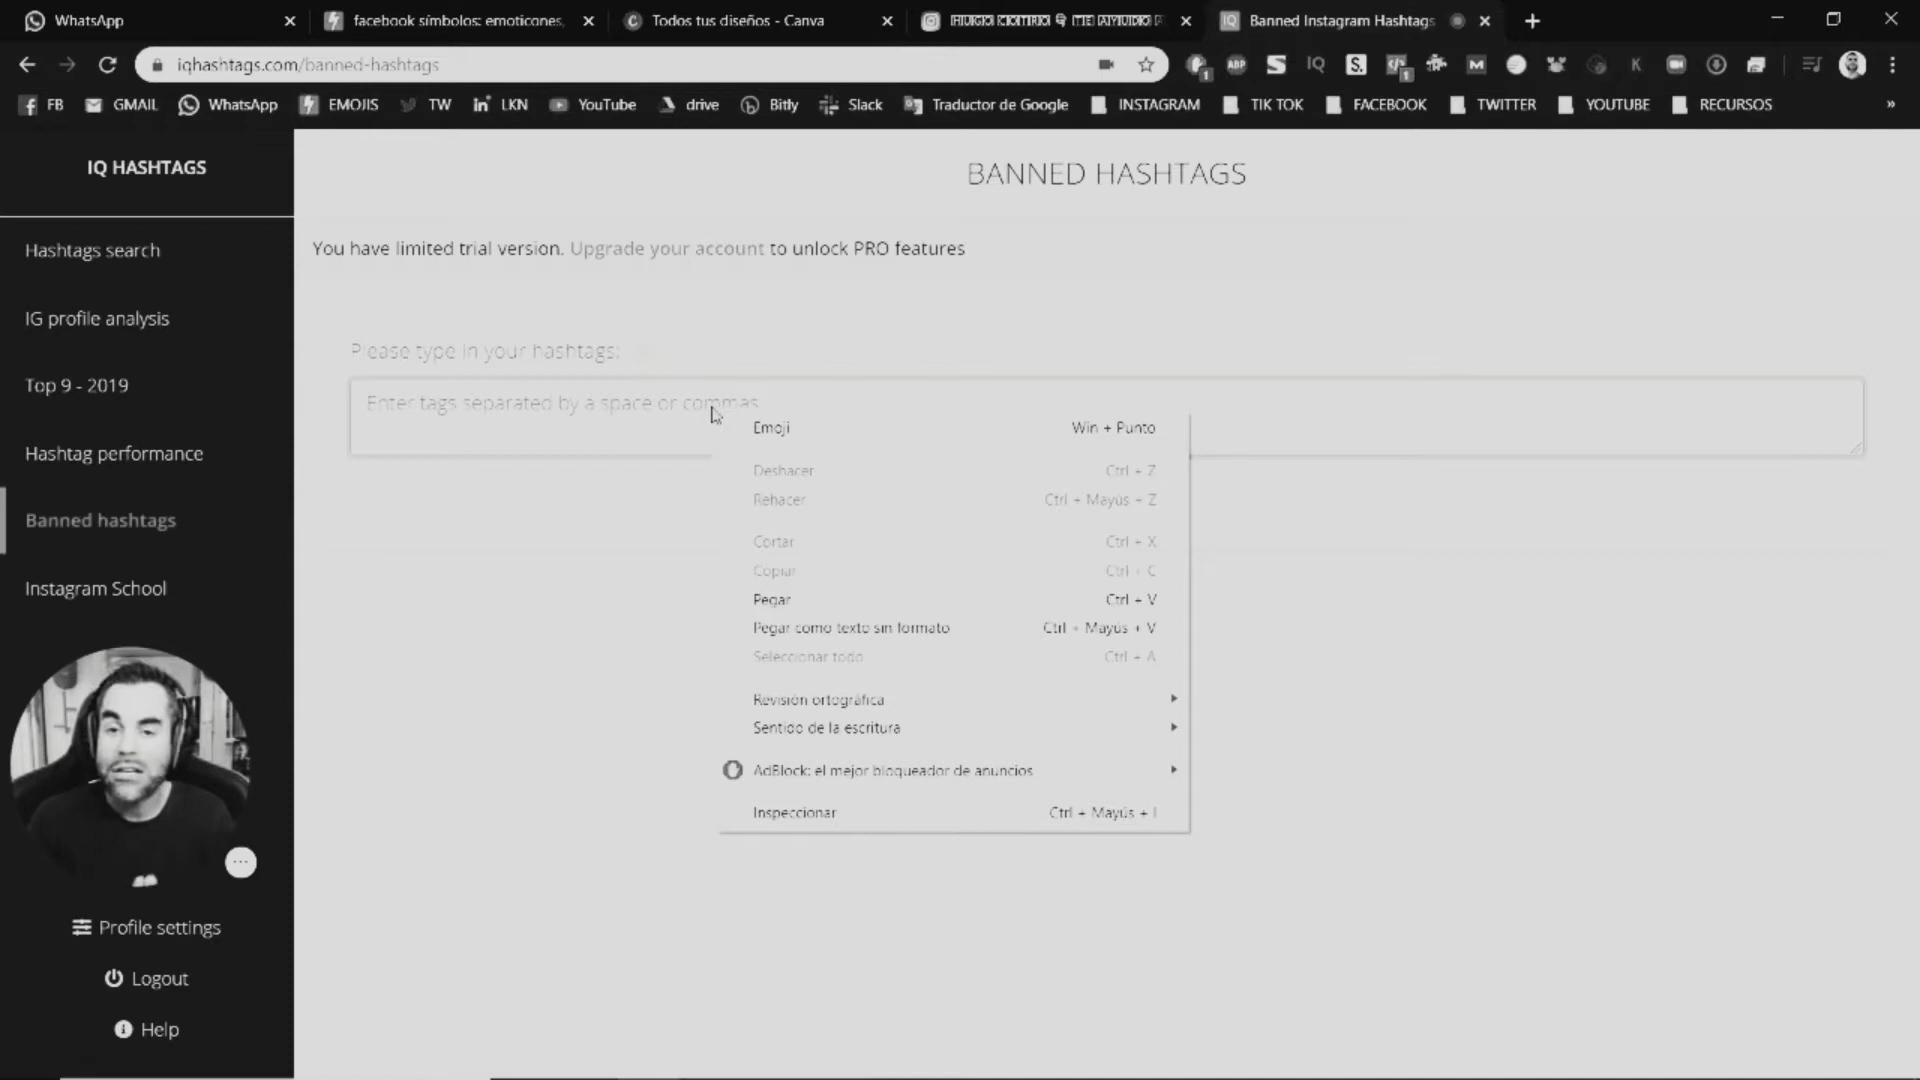 WhatsApp
facebook símbolos: emoticones,
Todos tus diseños - Canva
Banned Instagram Hashtags
iqhashtags.com/banned-hashtags
FB
GMAIL
WhatsApp
EMOJIS
TW
LKN
YouTube
drive
Bitly
Slack
Traductor de Google
INSTAGRAM
TIK TOK
FACEBOOK
TWITTER
YOUTUBE
RECURSOS
»
IQ HASHTAGS
Hashtags search
IG profile analysis
Top 9 - 2019
Hashtag performance
Banned hashtags
Instagram School
Profile settings
Logout
Help
BANNED HASHTAGS
You have limited trial version. Upgrade your account to unlock PRO features
Please type in your hashtags:
Enter tags separated by a space or commas
Emoji Win + Punto
Deshacer Ctrl + Z
Rehacer Ctrl + Mayús + Z
Cortar Ctrl + X
Copiar Ctrl + C
Pegar Ctrl + V
Pegar como texto sin formato Ctrl + Mayús + V
Seleccionar todo Ctrl + A
Revisión ortográfica
Sentido de la escritura
AdBlock: el mejor bloqueador de anuncios
Inspeccionar Ctrl + Mayús + I